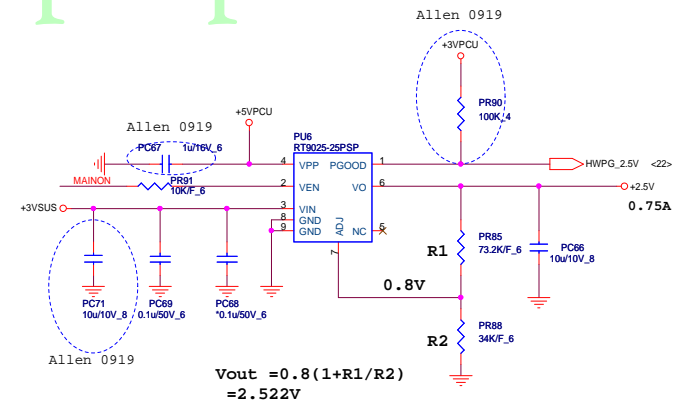 Allen 0919
+3VPCU
PR90
100K_4
+5VPCU
Allen 0919
PC67 1u/16V_6
PU6
RT9025-25PSP
4 VPP PGOOD 1
HWPG_2.5V <22>
MAINON
PR91
10K/F_6
2 VEN VO 6
+2.5V
0.75A
+3VSUS
3 VIN
8 GND
9 GND
ADJ
NC 5
7
R1
PR85
73.2K/F_6
PC66
10u/10V_8
0.8V
PC71
10u/10V_8
PC69
0.1u/50V_6
PC68
*0.1u/50V_6
R2
PR88
34K/F_6
Allen 0919
Vout =0.8(1+R1/R2)
=2.522V